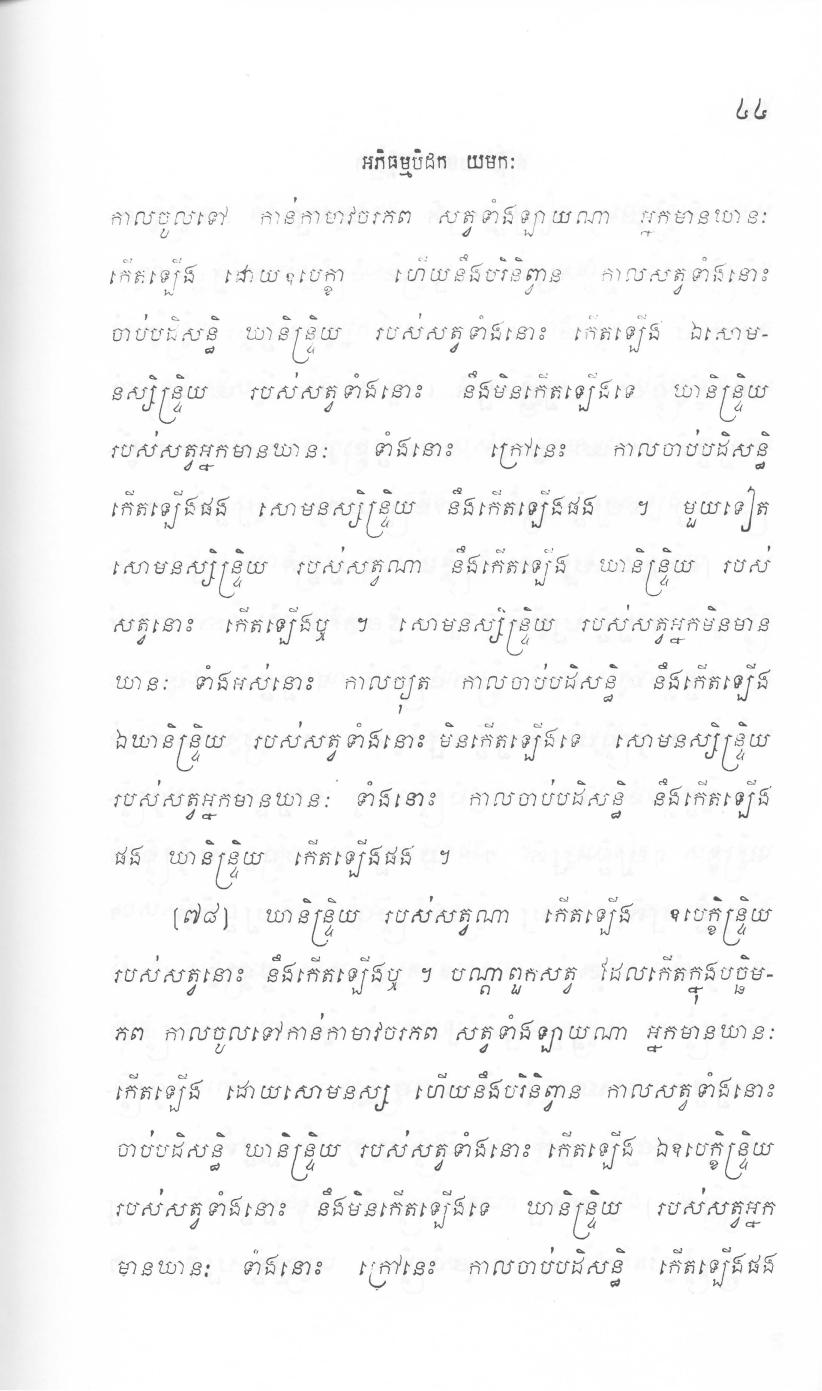 ៤៤
អភិធម្មបិដក យមកៈ
កាលចូលទៅ កាន់កាមាវចរភព សត្វទាំងឡាយណា អ្នកមានឃានៈ
កើតឡើង ដោយឧបេក្ខា ហើយនឹងបរិនិព្វាន កាលសត្វទាំងនោះ
ចាប់បដិសន្ធិ ឃានិន្ទ្រិយ របស់សត្វទាំងនោះ កើតឡើង ឯសោម-
នស្សិន្ទ្រិយ របស់សត្វទាំងនោះ នឹងមិនកើតឡើងទេ ឃានិន្ទ្រិយ
របស់សត្វអ្នកមានឃានៈ ទាំងនោះ ក្រៅនេះ កាលចាប់បដិសន្ធិ
កើតឡើងផង សោមនស្សិន្ទ្រិយ នឹងកើតឡើងផង ។ មួយទៀត
សោមនស្សិន្ទ្រិយ របស់សត្វណា នឹងកើតឡើង ឃានិន្ទ្រិយ របស់
សត្វនោះ កើតឡើងឬ ។ សោមនស្សិន្ទ្រិយ របស់សត្វអ្នកមិនមាន
ឃានៈ ទាំងអស់នោះ កាលច្យុត កាលចាប់បដិសន្ធិ នឹងកើតឡើង
ឯឃានិន្ទ្រិយ របស់សត្វទាំងនោះ មិនកើតឡើងទេ សោមនស្សិន្ទ្រិយ
របស់សត្វអ្នកមានឃានៈ ទាំងនោះ កាលចាប់បដិសន្ធិ នឹងកើតឡើង
ផង ឃានិន្ទ្រិយ កើតឡើងផង ។
[៧៨] ឃានិន្ទ្រិយ របស់សត្វណា កើតឡើង ឧបេក្ខិន្ទ្រិយ
របស់សត្វនោះ នឹងកើតឡើងឬ ។ បណ្តាពួកសត្វ ដែលកើតក្នុងបច្ឆិម-
ភព កាលចូលទៅកាន់កាមាវចរភព សត្វទាំងឡាយណា អ្នកមានឃានៈ
កើតឡើង ដោយសោមនស្ស ហើយនឹងបរិនិព្វាន កាលសត្វទាំងនោះ
ចាប់បដិសន្ធិ ឃានិន្ទ្រិយ របស់សត្វទាំងនោះ កើតឡើង ឯឧបេក្ខិន្ទ្រិយ
របស់សត្វទាំងនោះ នឹងមិនកើតឡើងទេ ឃានិន្ទ្រិយ របស់សត្វអ្នក
មានឃានៈ ទាំងនោះ ក្រៅនេះ កាលចាប់បដិសន្ធិ កើតឡើងផង